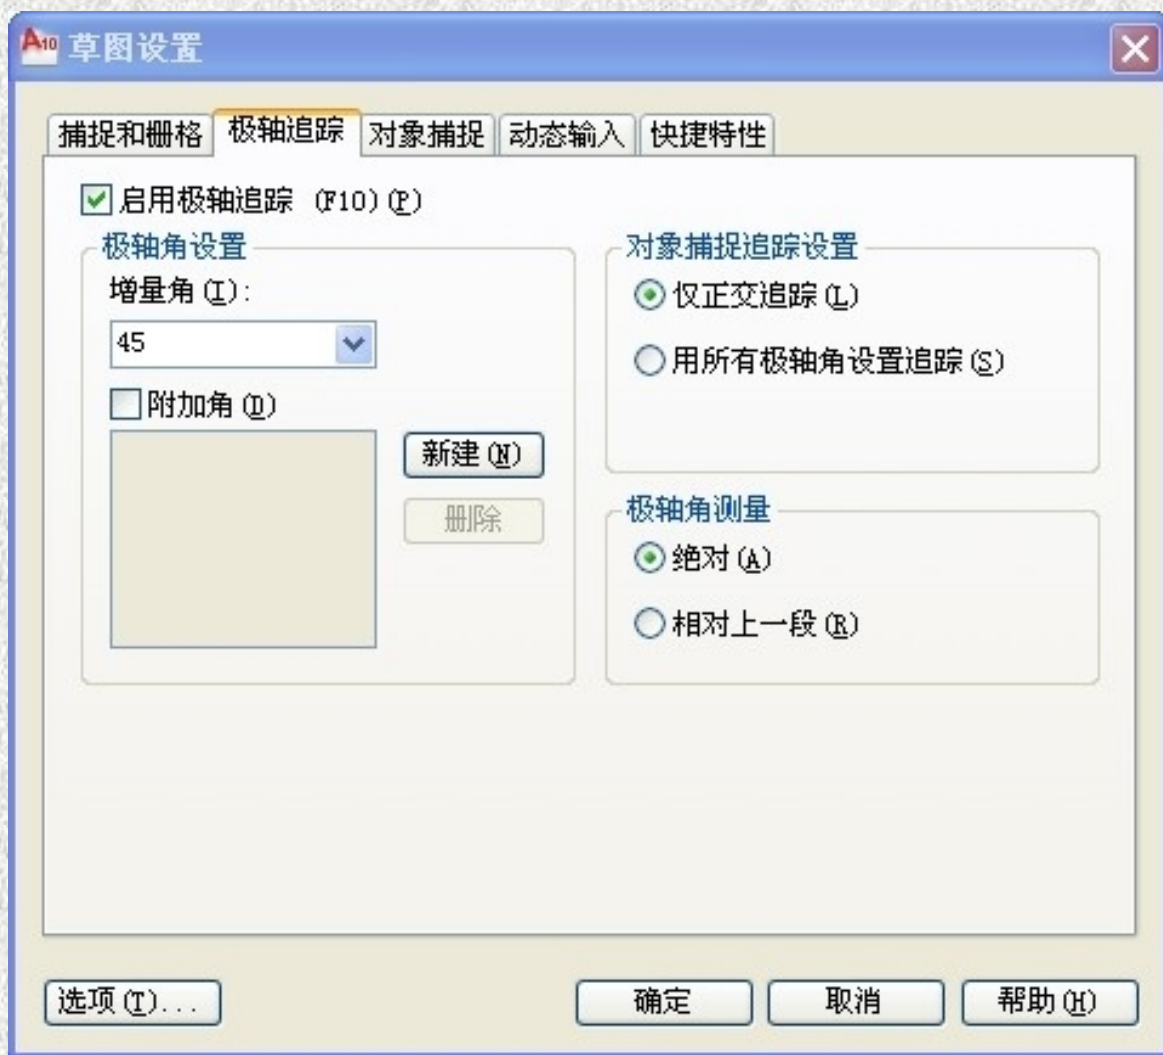 A10 草图设置
捕捉和栅格 极轴追踪 对象捕捉 动态输入 快捷特性
启用极轴追踪 (F10)(P)
极轴角设置
增量角(I):
45
附加角(D)
新建(N)
删除
对象捕捉追踪设置
仅正交追踪(L)
用所有极轴角设置追踪(S)
极轴角测量
绝对(A)
相对上一段(R)
选项(T)... 确定 取消 帮助(H)